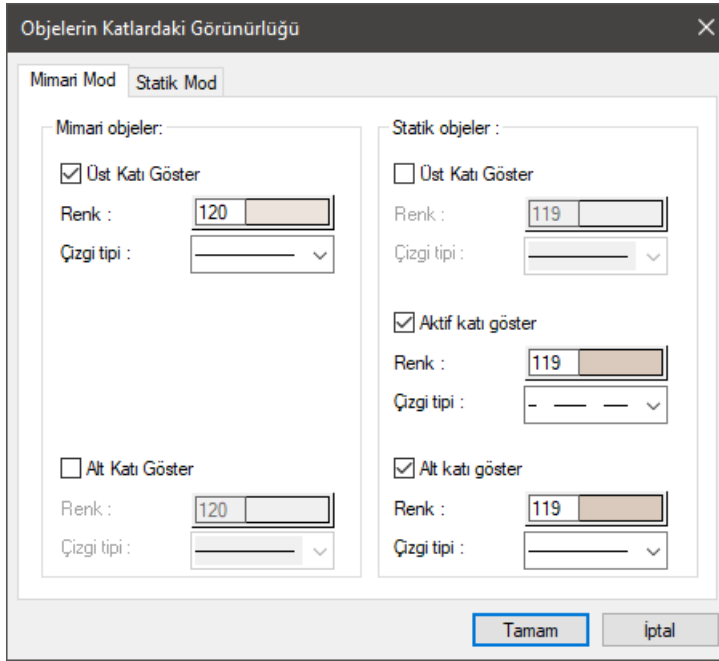 Objelerin Katlardaki Görünürlüğü
Mimari Mod
Statik Mod
Mimari objeler:
Üst Katı Göster
Renk :
120
Çizgi tipi :
Alt Katı Göster
Renk :
120
Çizgi tipi :
Statik objeler :
Üst Katı Göster
Renk :
119
Çizgi tipi :
Aktif katı göster
Renk :
119
Çizgi tipi :
Alt katı göster
Renk :
119
Çizgi tipi :
Tamam
İptal